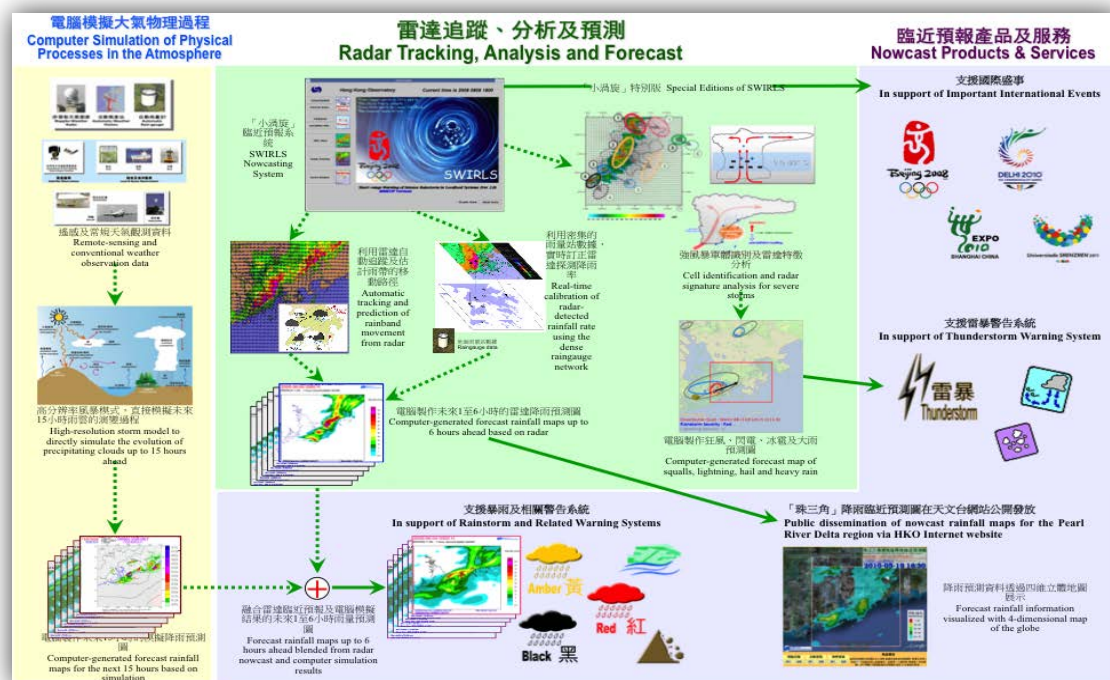 電腦模擬大氣物理過程
Computer Simulation of Physical
Processes in the Atmosphere
雷達追蹤、分析及預測
Radar Tracking, Analysis and Forecast
臨近預報產品及服務
Nowcast Products & Services
遙感及常規天氣觀測資料
Remote-sensing and
conventional weather
observation data
高分辨率風暴模式，直接模擬未來
15小時雨雲的演變過程
High-resolution storm model to
directly simulate the evolution of
precipitating clouds up to 15 hours
ahead
圖
Computer-generated forecast rainfall
maps for the next 15 hours based on
simulation
「小渦旋」
臨近預報系
統
SWIRLS
Nowcasting
System
Hong Kong Observatory
Beijing 2008
SWIRLS
「小渦旋」特別版 Special Editions of SWIRLS
利用雷達自
動追蹤及估
計雨帶的移
動路徑
Automatic
tracking and
prediction of
rainband
movement
from radar
利用密集的
雨量站數據，
實時訂正雷
達探測降雨
率
Real-time
calibration of
radar-
detected
rainfall rate
using the
dense
raingauge
network
Raingauge data
強風暴單體識別及雷達特徵
分析
Cell identification and radar
signature analysis for severe
storms
電腦製作未來1至6小時的雷達降雨預測圖
Computer-generated forecast rainfall maps up to
6 hours ahead based on radar
電腦製作狂風、閃電、冰雹及大雨
預測圖
Computer-generated forecast map of
squalls, lightning, hail and heavy rain
支援國際盛事
In support of Important International Events
Beijing 2008
DELHI 2010
EXPO
2010
SHANGHAI CHINA
支援雷暴警告系統
In support of Thunderstorm Warning System
雷暴
Thunderstorm
支援暴雨及相關警告系統
In support of Rainstorm and Related Warning Systems
Amber 黃
Red 紅
Black 黑
融合雷達臨近預報及電腦模擬
結果的未來1至6小時雨量預測
圖
Forecast rainfall maps up to 6
hours ahead blended from radar
nowcast and computer simulation
results
「珠三角」降雨臨近預測圖在天文台網站公開發放
Public dissemination of nowcast rainfall maps for the Pearl
River Delta region via HKO Internet website
降雨預測資料透過四維立體地圖
展示
Forecast rainfall information
visualized with 4-dimensional map
of the globe